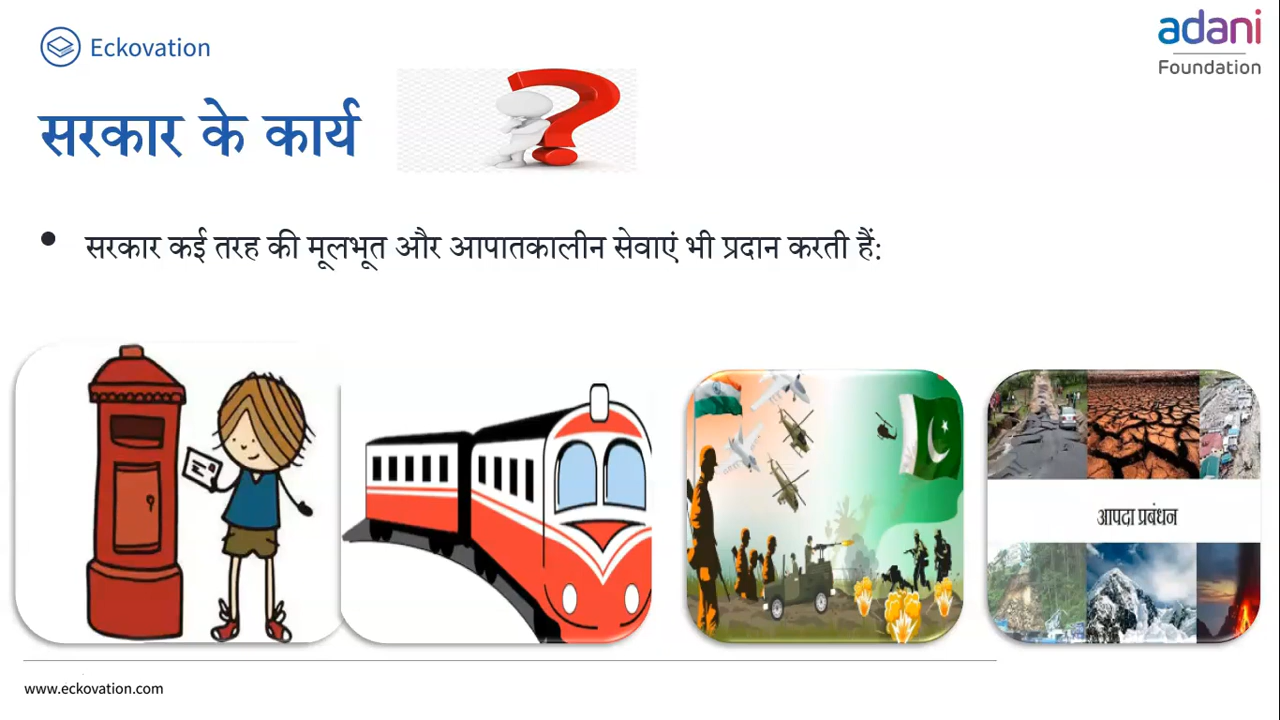 Eckovation
adani
Foundation
सरकार के कार्य
• सरकार कई तरह की मूलभूत और आपातकालीन सेवाएं भी प्रदान करती हैं:
आपदा प्रबंधन
www.eckovation.com